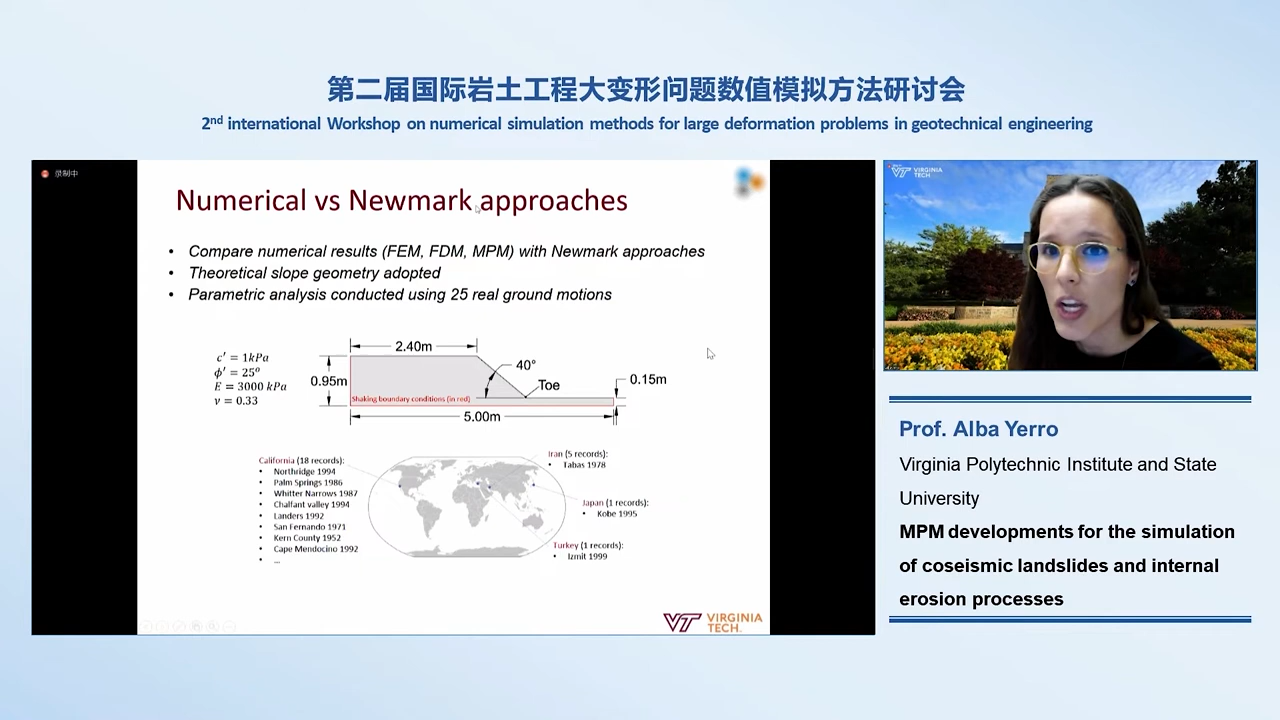 第二届国际岩土工程大变形问题数值模拟方法研讨会
2nd international Workshop on numerical simulation methods for large deformation problems in geotechnical engineering
录制中
Numerical vs Newmark approaches
• Compare numerical results (FEM, FDM, MPM) with Newmark approaches
• Theoretical slope geometry adopted
• Parametric analysis conducted using 25 real ground motions
c' = 1kPa
ϕ' = 25°
E = 3000 kPa
ν = 0.33
2.40m
40°
Toe
0.95m
0.15m
Shaking boundary conditions (in red)
5.00m
California (18 records):
• Northridge 1994
• Palm Springs 1986
• Whitter Narrows 1987
• Chalfant valley 1994
• Landers 1992
• San Fernando 1971
• Kern County 1952
• Cape Mendocino 1992
• ...
Iran (5 records):
• Tabas 1978
Japan (1 records):
• Kobe 1995
Turkey (1 records):
• Izmit 1999
VT VIRGINIA
TECH
VT VIRGINIA
TECH
Prof. Alba Yerro
Virginia Polytechnic Institute and State
University
MPM developments for the simulation
of coseismic landslides and internal
erosion processes